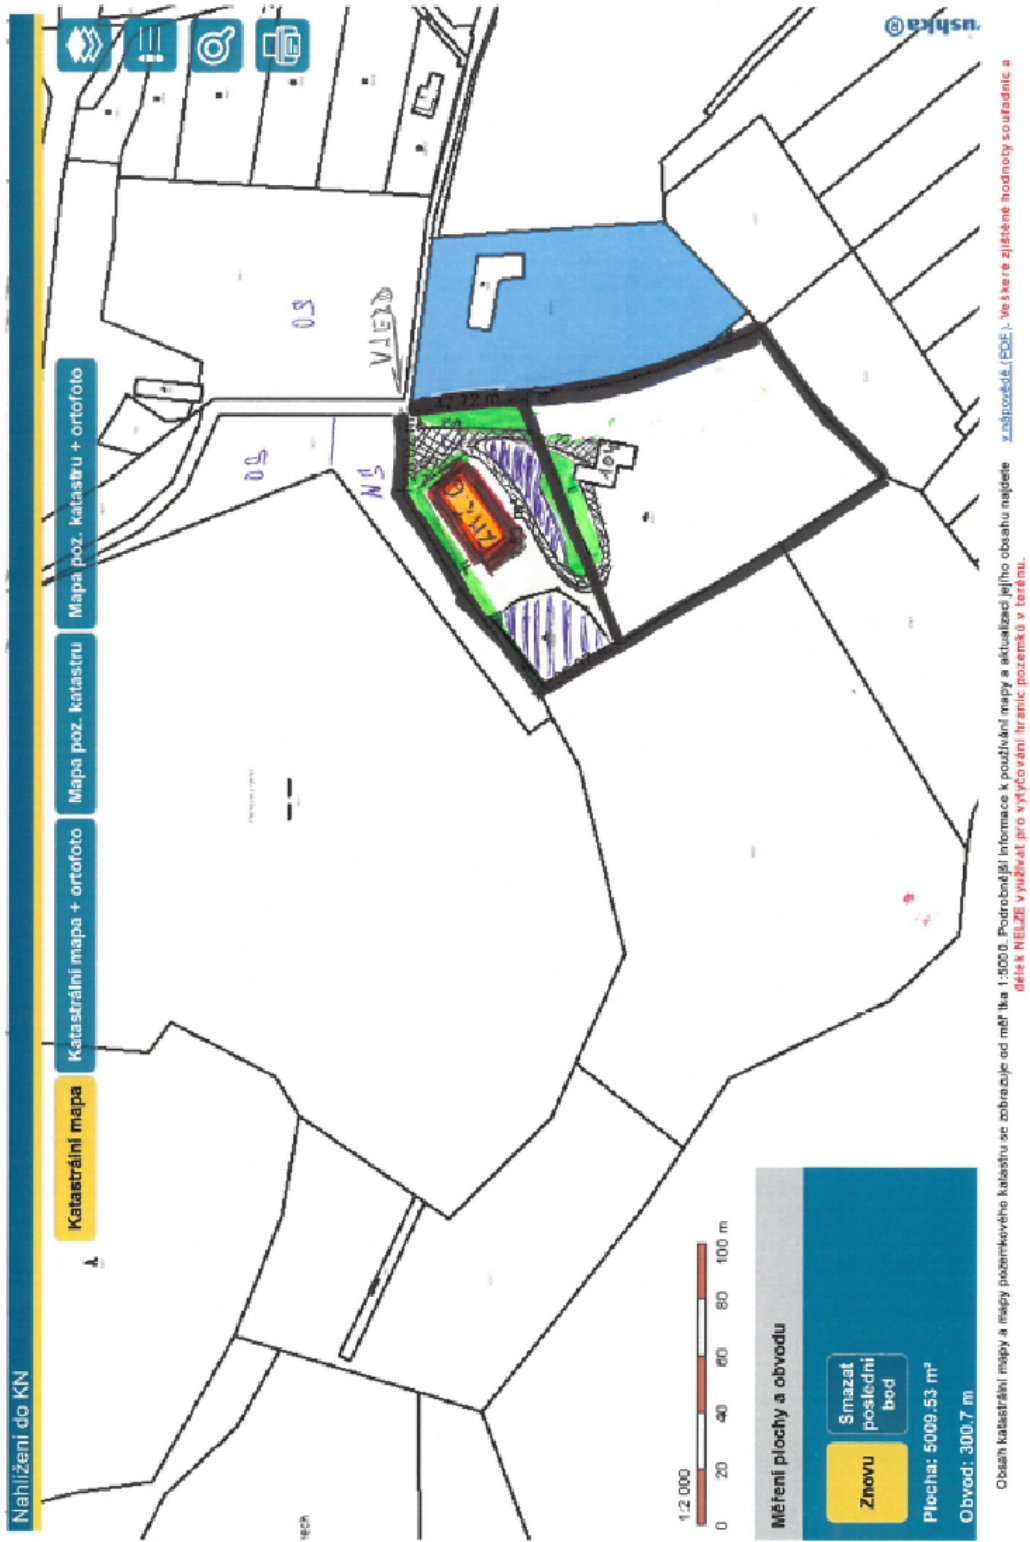 Nahlížení do KN
Katastrální mapa
Katastrální mapa + ortofoto
Mapa poz. katastru
Mapa poz. katastru + ortofoto
VJEZD
1:2 000
0 20 40 60 80 100 m
Měření plochy a obvodu
Znovu
Smazat
poslední
bod
Plocha: 5009.53 m²
Obvod: 300.7 m
Obsah katastrální mapy a mapy pozemkového katastru se zobrazuje od měřítka 1:5000. Podrobnější informace k používání mapy a aktualizaci jejího obsahu najdete v nápovědě (PDF). Veškeré zjištěné hodnoty souřadnic a
délek NELZE využívat pro vytyčování hranic pozemků v terénu.